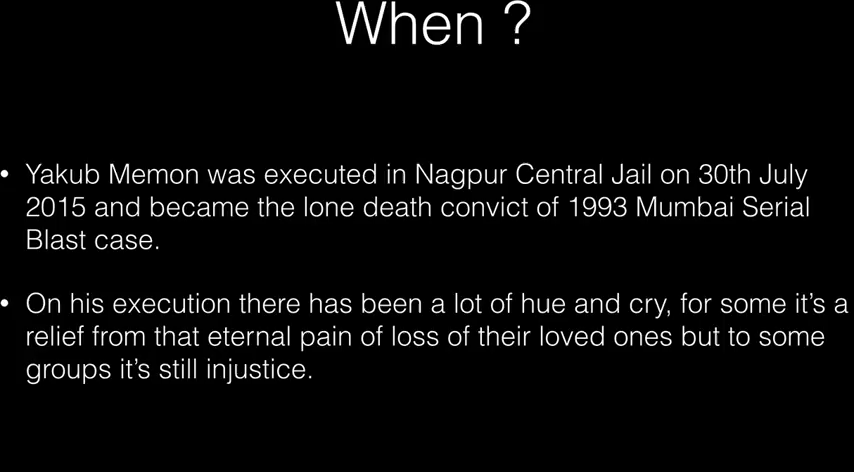 When ?
• Yakub Memon was executed in Nagpur Central Jail on 30th July
2015 and became the lone death convict of 1993 Mumbai Serial
Blast case.
• On his execution there has been a lot of hue and cry, for some it’s a
relief from that eternal pain of loss of their loved ones but to some
groups it’s still injustice.